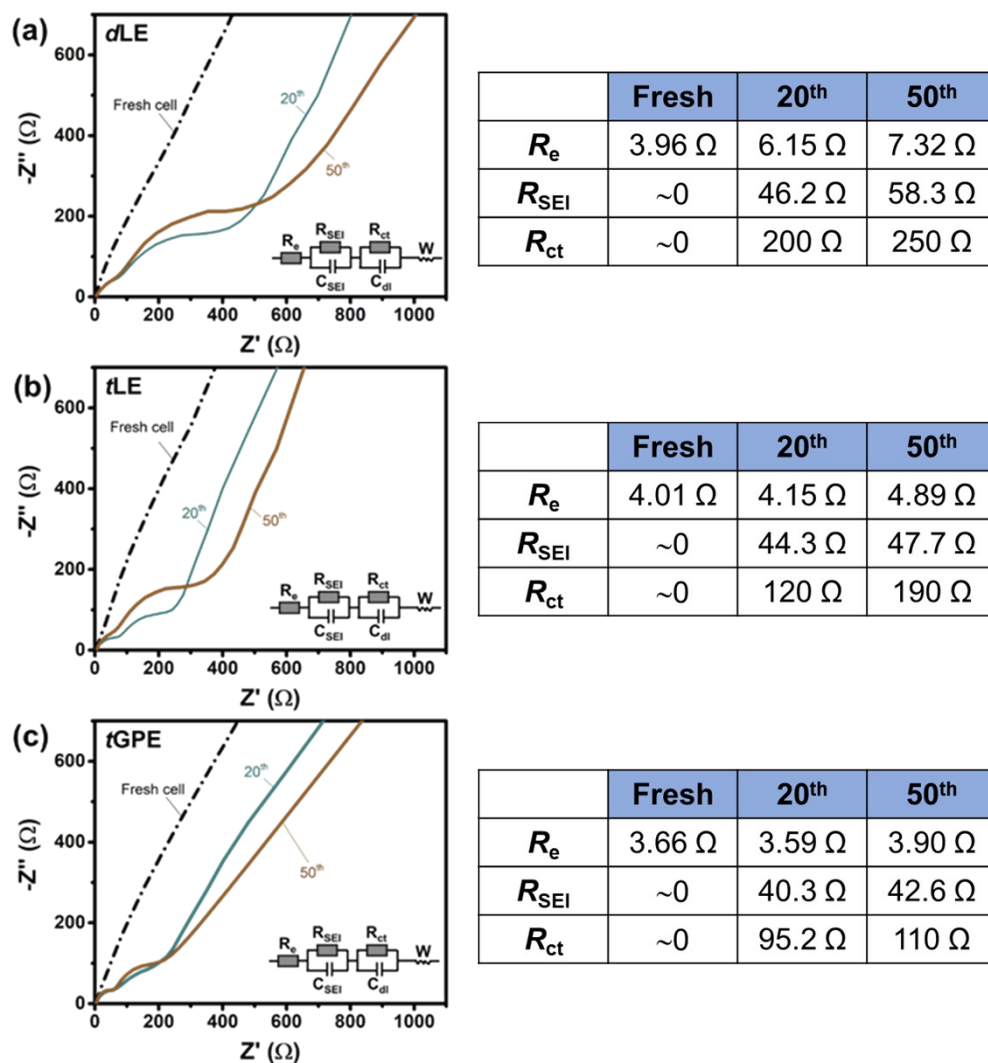 (a)
dLE
Fresh cell
20th
50th
-Z'' (Ω)
600
400
200
0
0 200 400 600 800 1000
Z' (Ω)
Re
RSEI
Rct
W
CSEI
Cdl
Fresh 20th 50th
Re 3.96 Ω 6.15 Ω 7.32 Ω
RSEI ~0 46.2 Ω 58.3 Ω
Rct ~0 200 Ω 250 Ω
(b)
tLE
Fresh cell
20th
50th
-Z'' (Ω)
600
400
200
0
0 200 400 600 800 1000
Z' (Ω)
Re
RSEI
Rct
W
CSEI
Cdl
Fresh 20th 50th
Re 4.01 Ω 4.15 Ω 4.89 Ω
RSEI ~0 44.3 Ω 47.7 Ω
Rct ~0 120 Ω 190 Ω
(c)
tGPE
Fresh cell
20th
50th
-Z'' (Ω)
600
400
200
0
0 200 400 600 800 1000
Z' (Ω)
Re
RSEI
Rct
W
CSEI
Cdl
Fresh 20th 50th
Re 3.66 Ω 3.59 Ω 3.90 Ω
RSEI ~0 40.3 Ω 42.6 Ω
Rct ~0 95.2 Ω 110 Ω